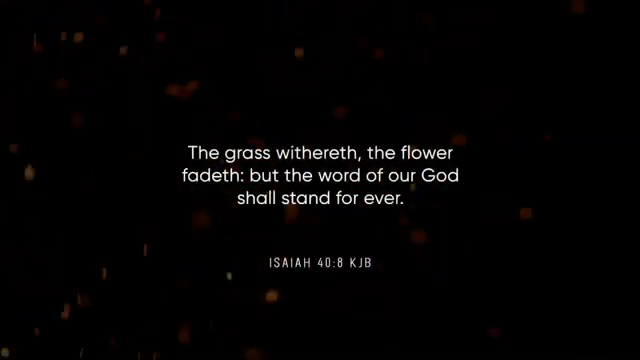 The grass withereth, the flower
fadeth: but the word of our God
shall stand for ever.
ISAIAH 40:8 KJB